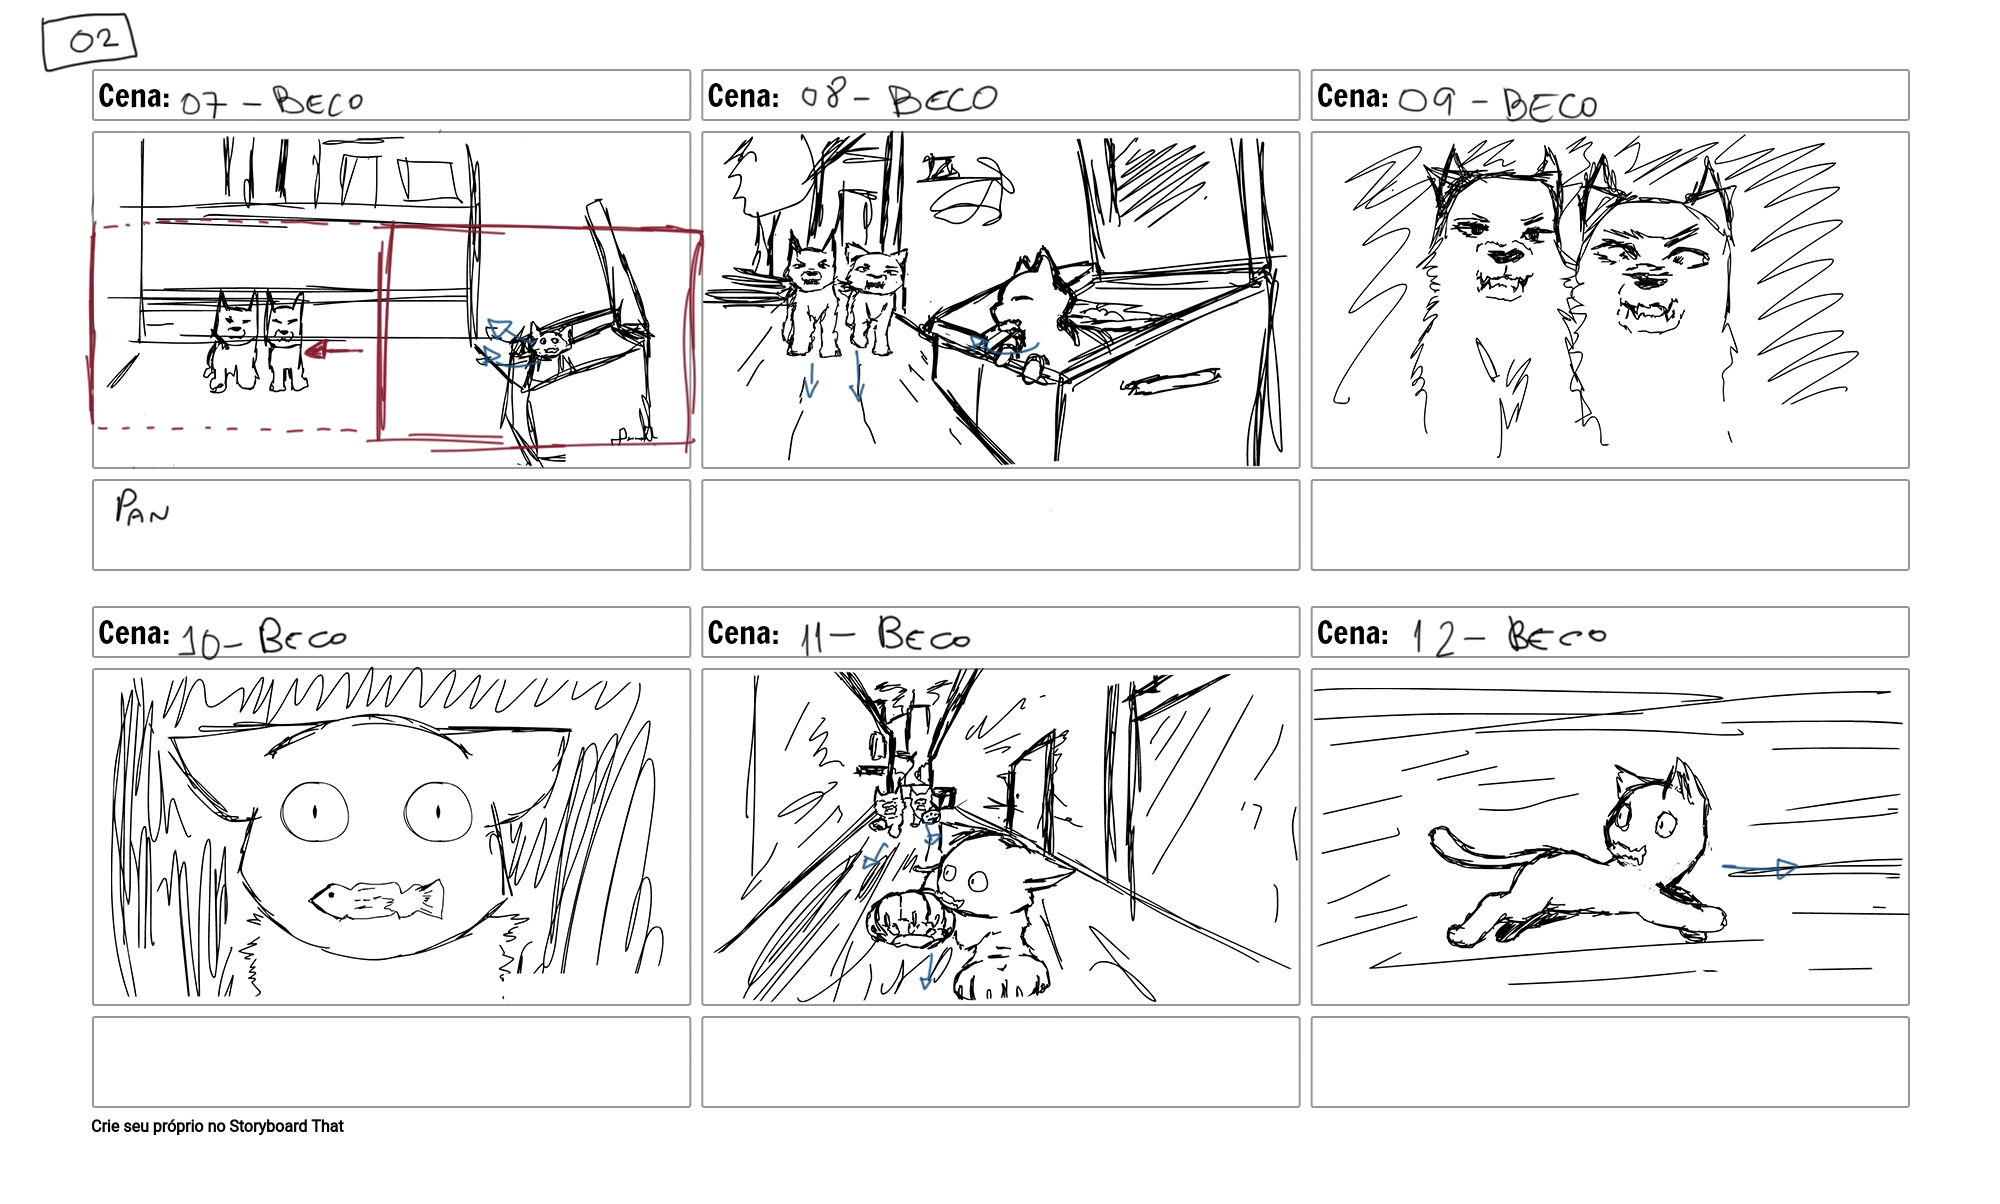 02
Cena: 07 - BECO
Cena: 08 - BECO
Cena: 09 - BECO
PAN
Cena: 10 - BECO
Cena: 11 - BECO
Cena: 12 - BECO
Crie seu próprio no Storyboard That